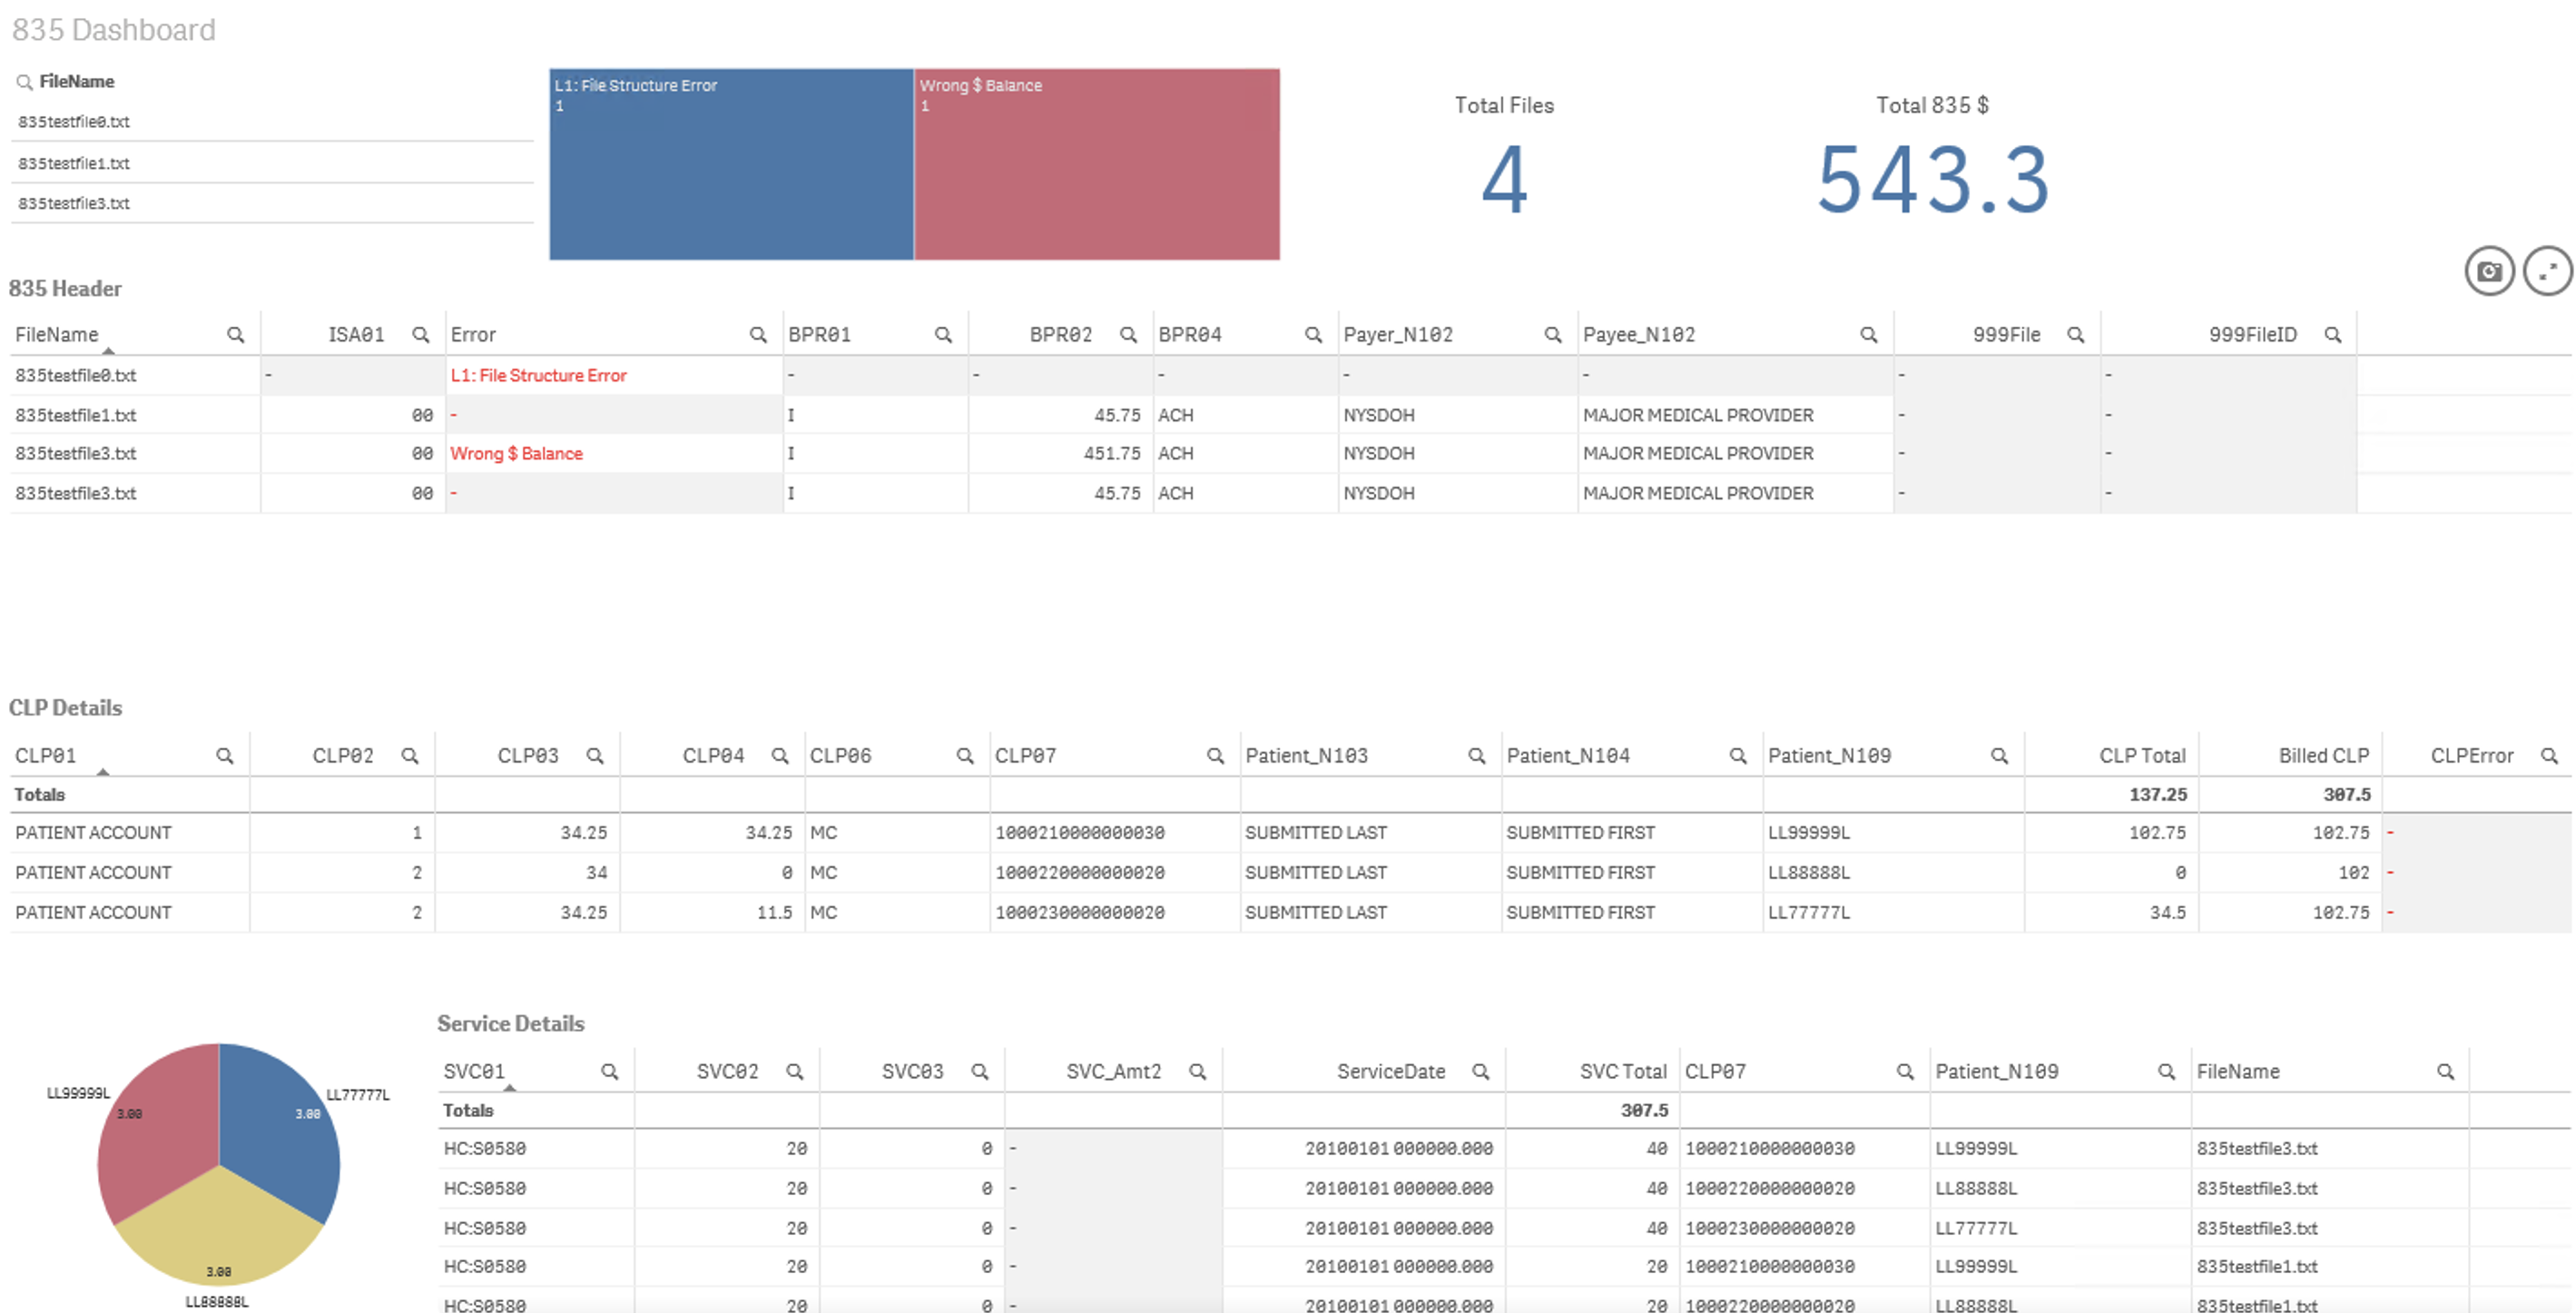 835 Dashboard
FileName
835testfile0.txt
835testfile1.txt
835testfile3.txt
L1: File Structure Error
1
Wrong $ Balance
1
Total Files
4
Total 835 $
543.3
835 Header
FileName ISA01 Error BPR01 BPR02 BPR04 Payer_N102 Payee_N102 999File 999FileID
835testfile0.txt - L1: File Structure Error - - - - - - -
835testfile1.txt 00 - I 45.75 ACH NYSDOH MAJOR MEDICAL PROVIDER - -
835testfile3.txt 00 Wrong $ Balance I 451.75 ACH NYSDOH MAJOR MEDICAL PROVIDER - -
835testfile3.txt 00 - I 45.75 ACH NYSDOH MAJOR MEDICAL PROVIDER - -
CLP Details
CLP01 CLP02 CLP03 CLP04 CLP06 CLP07 Patient_N103 Patient_N104 Patient_N109 CLP Total Billed CLP CLPError
Totals 137.25 307.5
PATIENT ACCOUNT 1 34.25 34.25 MC 1000210000000030 SUBMITTED LAST SUBMITTED FIRST LL99999L 102.75 102.75 -
PATIENT ACCOUNT 2 34 0 MC 1000220000000020 SUBMITTED LAST SUBMITTED FIRST LL88888L 0 102 -
PATIENT ACCOUNT 2 34.25 11.5 MC 1000230000000020 SUBMITTED LAST SUBMITTED FIRST LL77777L 34.5 102.75 -
LL99999L
3.00
LL77777L
3.00
3.00
LL88888L
Service Details
SVC01 SVC02 SVC03 SVC_Amt2 ServiceDate SVC Total CLP07 Patient_N109 FileName
Totals 307.5
HC:S0580 20 0 - 20100101 000000.000 40 1000210000000030 LL99999L 835testfile3.txt
HC:S0580 20 0 - 20100101 000000.000 40 1000220000000020 LL88888L 835testfile3.txt
HC:S0580 20 0 - 20100101 000000.000 40 1000230000000020 LL77777L 835testfile3.txt
HC:S0580 20 0 - 20100101 000000.000 20 1000210000000030 LL99999L 835testfile1.txt
HC:S0580 20 0 - 20100101 000000.000 20 1000220000000020 LL88888L 835testfile1.txt